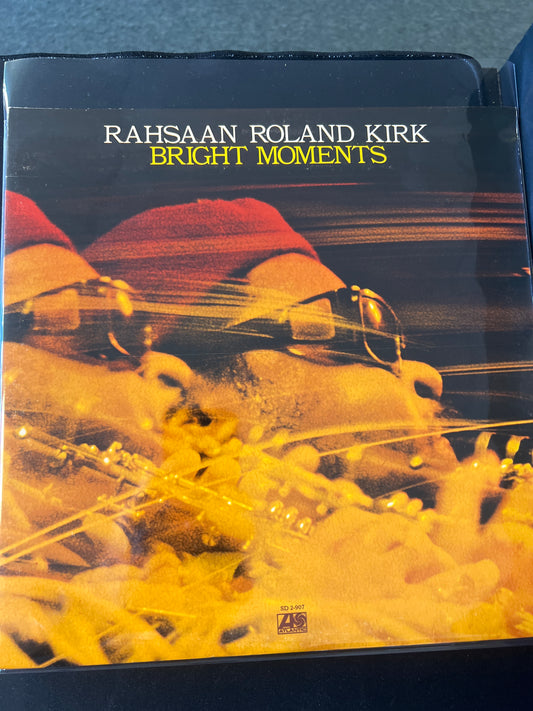 RAHSAAN ROLAND KIRK
BRIGHT MOMENTS
SD 2-907
ATLANTIC